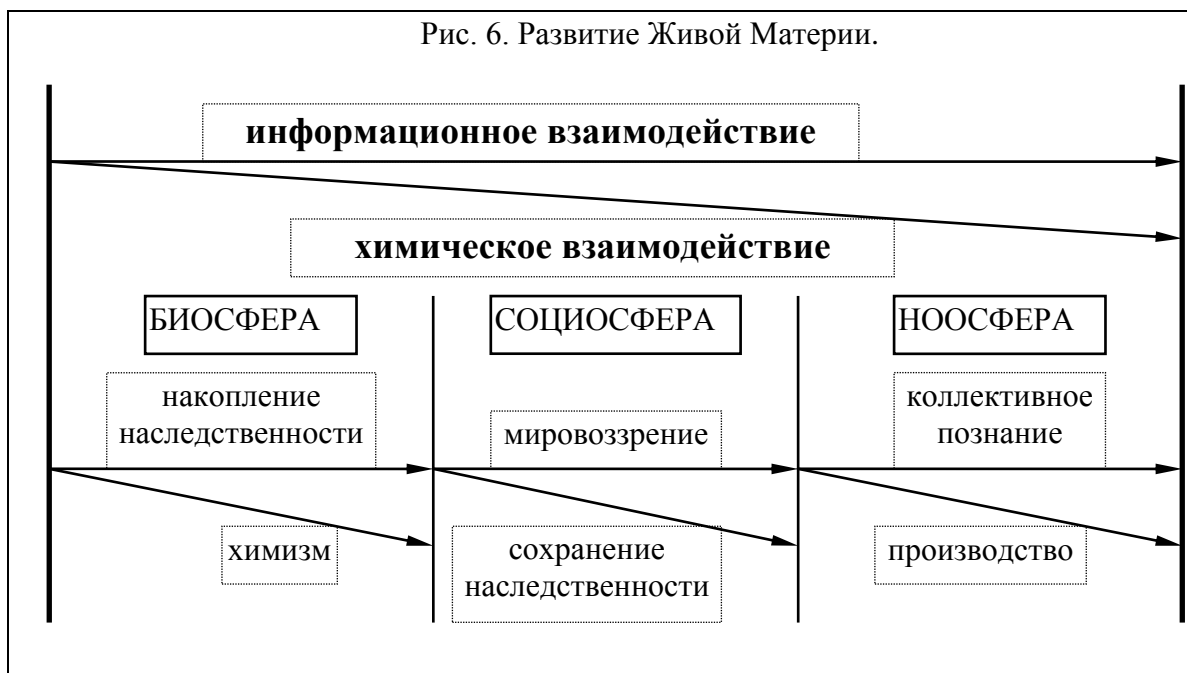 Рис. 6. Развитие Живой Материи.
информационное взаимодействие
химическое взаимодействие
БИОСФЕРА
СОЦИОСФЕРА
НООСФЕРА
накопление
наследственности
мировоззрение
коллективное
познание
химизм
сохранение
наследственности
производство